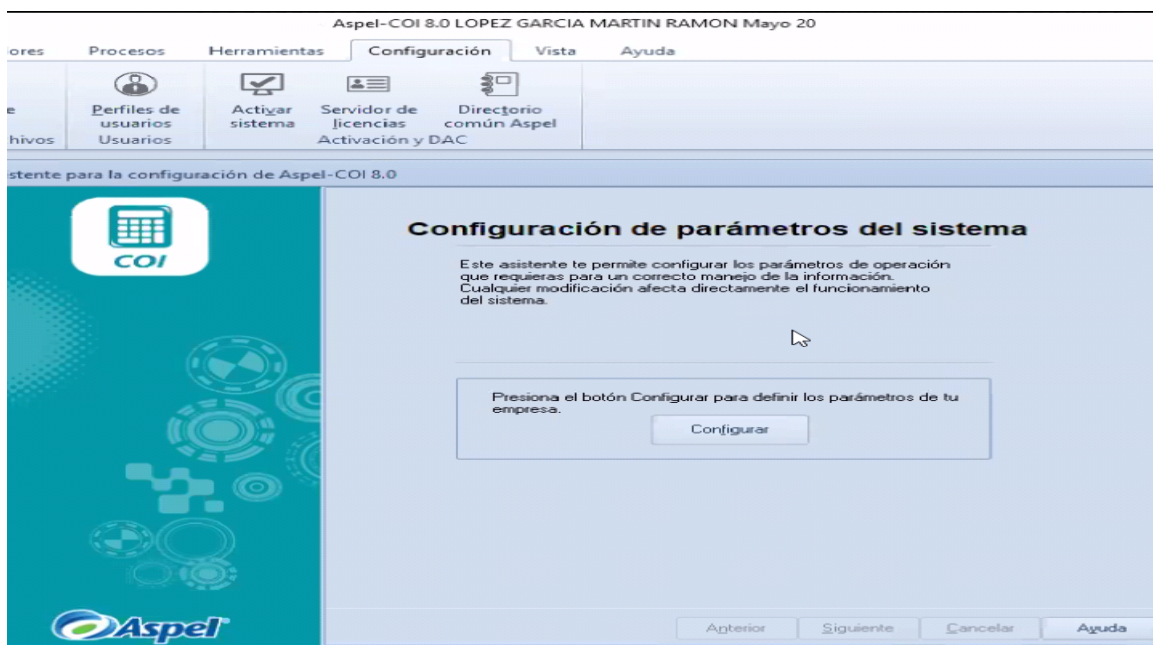 Aspel-COI 8.0 LOPEZ GARCIA MARTIN RAMON Mayo 20
ores Procesos Herramientas Configuración Vista Ayuda
e Perfiles de usuarios Activar sistema Servidor de licencias Directorio común Aspel
hivos Usuarios Activación y DAC
stente para la configuración de Aspel-COI 8.0
COI
Configuración de parámetros del sistema
Este asistente te permite configurar los parámetros de operación
que requieras para un correcto manejo de la información.
Cualquier modificación afecta directamente el funcionamiento
del sistema.
Presiona el botón Configurar para definir los parámetros de tu
empresa.
Configurar
Aspel
Anterior Siguiente Cancelar Ayuda